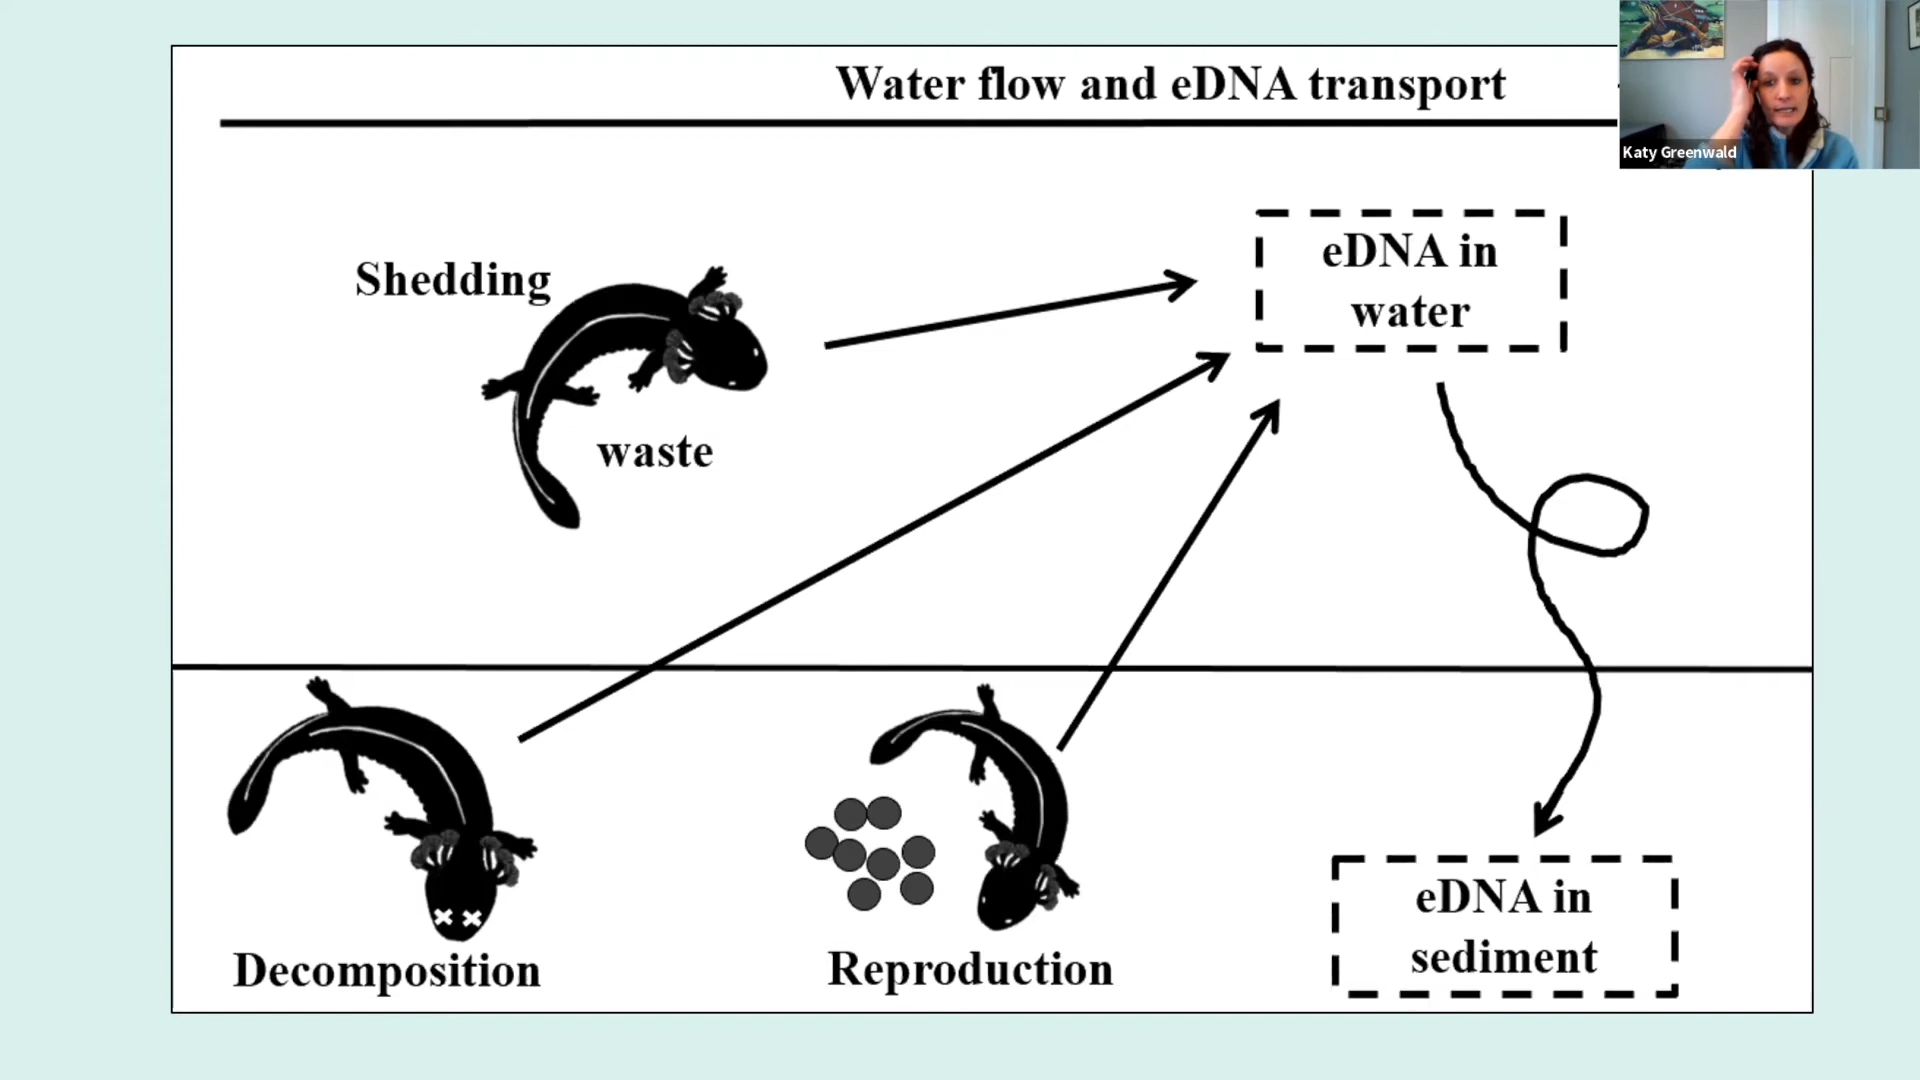 Water flow and eDNA transport
Katy Greenwald
Shedding
waste
eDNA in
water
Decomposition
Reproduction
eDNA in
sediment